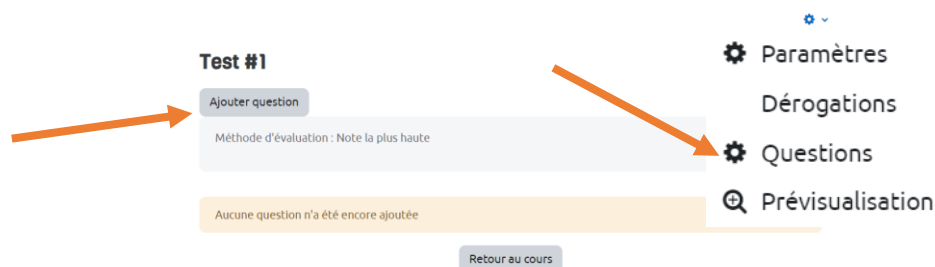 Test #1
Ajouter question
Méthode d'évaluation : Note la plus haute
Aucune question n'a été encore ajoutée
Retour au cours
Paramètres
Dérogations
Questions
Prévisualisation